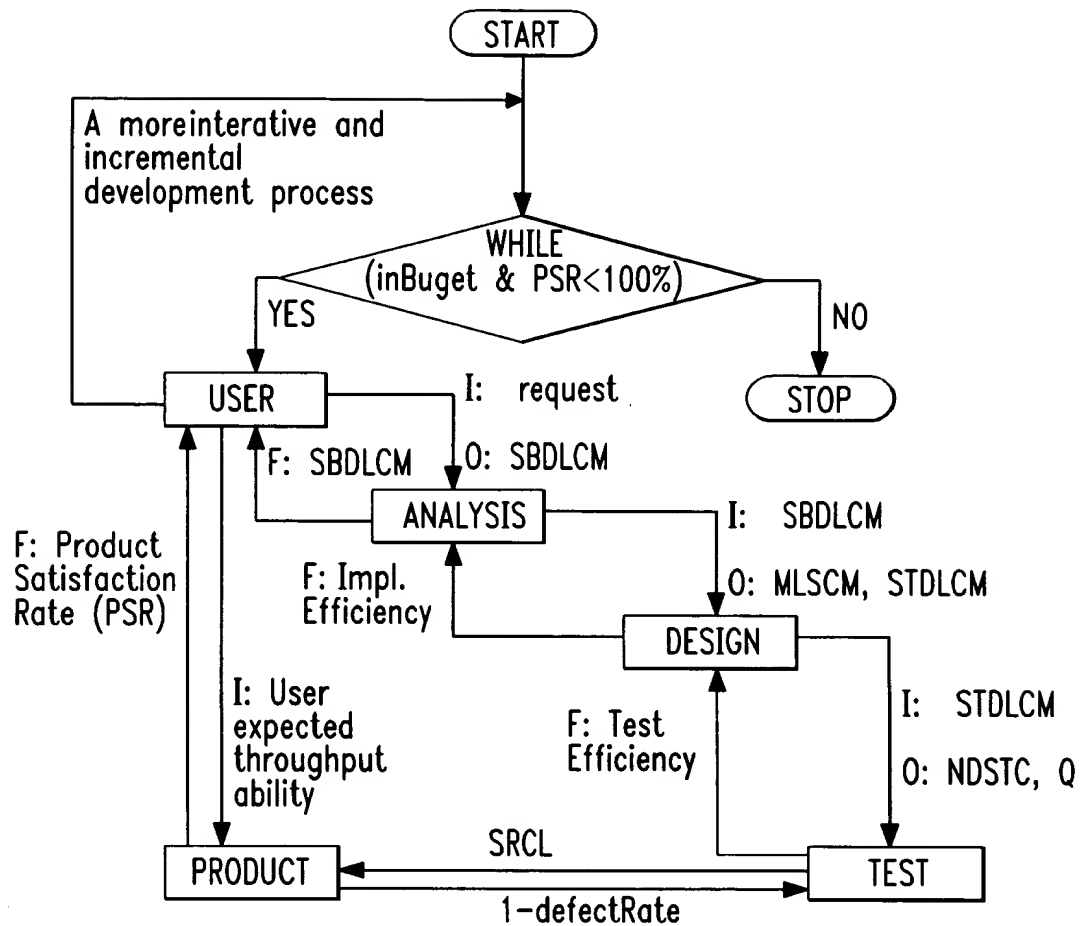 START
A moreinterative and
incremental
development process
WHILE
(inBuget & PSR<100%)
YES
NO
USER
I: request
STOP
F: SBDLCM
O: SBDLCM
ANALYSIS
I: SBDLCM
F: Product
Satisfaction
Rate (PSR)
F: Impl.
Efficiency
O: MLSCM, STDLCM
DESIGN
I: User
expected
throughput
ability
F: Test
Efficiency
I: STDLCM
O: NDSTC, Q
SRCL
PRODUCT
TEST
1-defectRate